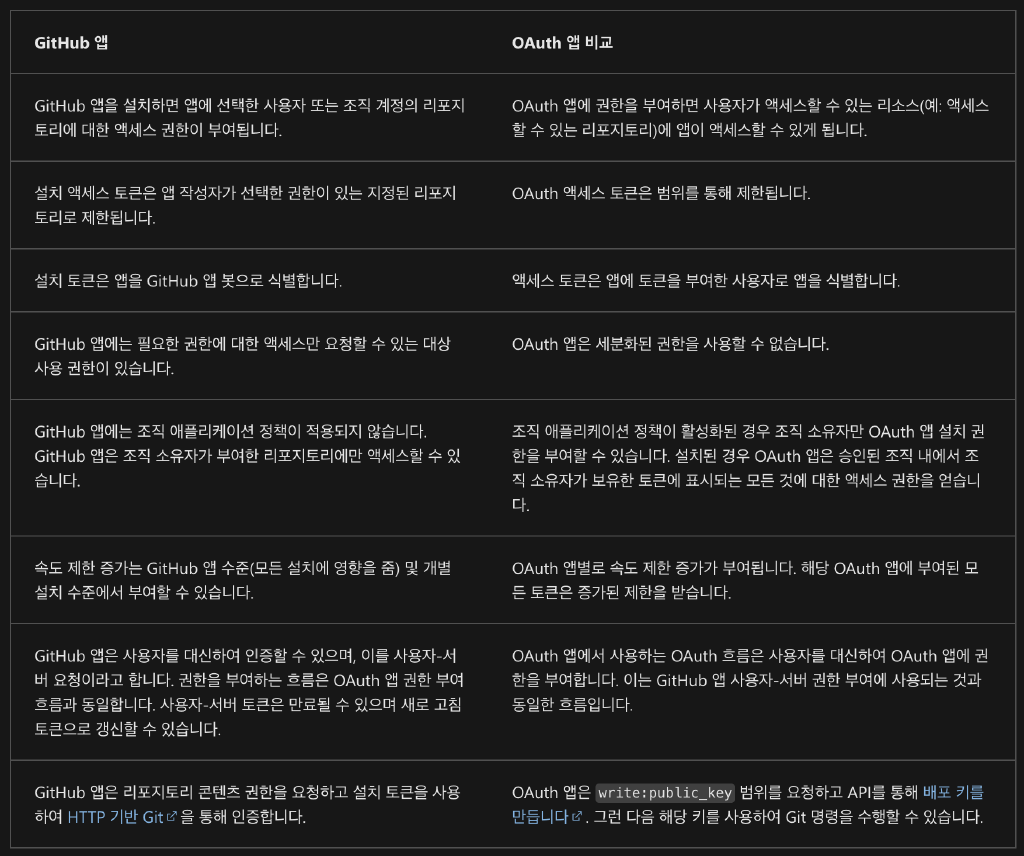 GitHub 앱
OAuth 앱 비교
GitHub 앱을 설치하면 앱에 선택한 사용자 또는 조직 계정의 리포지
토리에 대한 액세스 권한이 부여됩니다.
OAuth 앱에 권한을 부여하면 사용자가 액세스할 수 있는 리소스(예: 액세스
할 수 있는 리포지토리)에 앱이 액세스할 수 있게 됩니다.
설치 액세스 토큰은 앱 작성자가 선택한 권한이 있는 지정된 리포지
토리로 제한됩니다.
OAuth 액세스 토큰은 범위를 통해 제한됩니다.
설치 토큰은 앱을 GitHub 앱 봇으로 식별합니다.
액세스 토큰은 앱에 토큰을 부여한 사용자로 앱을 식별합니다.
GitHub 앱에는 필요한 권한에 대한 액세스만 요청할 수 있는 대상
사용 권한이 있습니다.
OAuth 앱은 세분화된 권한을 사용할 수 없습니다.
GitHub 앱에는 조직 애플리케이션 정책이 적용되지 않습니다.
GitHub 앱은 조직 소유자가 부여한 리포지토리에만 액세스할 수 있
습니다.
조직 애플리케이션 정책이 활성화된 경우 조직 소유자만 OAuth 앱 설치 권
한을 부여할 수 있습니다. 설치된 경우 OAuth 앱은 승인된 조직 내에서 조
직 소유자가 보유한 토큰에 표시되는 모든 것에 대한 액세스 권한을 얻습니
다.
속도 제한 증가는 GitHub 앱 수준(모든 설치에 영향을 줌) 및 개별
설치 수준에서 부여할 수 있습니다.
OAuth 앱별로 속도 제한 증가가 부여됩니다. 해당 OAuth 앱에 부여된 모
든 토큰은 증가된 제한을 받습니다.
GitHub 앱은 사용자를 대신하여 인증할 수 있으며, 이를 사용자-서
버 요청이라고 합니다. 권한을 부여하는 흐름은 OAuth 앱 권한 부여
흐름과 동일합니다. 사용자-서버 토큰은 만료될 수 있으며 새로 고침
토큰으로 갱신할 수 있습니다.
OAuth 앱에서 사용하는 OAuth 흐름은 사용자를 대신하여 OAuth 앱에 권
한을 부여합니다. 이는 GitHub 앱 사용자-서버 권한 부여에 사용되는 것과
동일한 흐름입니다.
GitHub 앱은 리포지토리 콘텐츠 권한을 요청하고 설치 토큰을 사용
하여 HTTP 기반 Git을 통해 인증합니다.
OAuth 앱은 write:public_key 범위를 요청하고 API를 통해 배포 키를
만듭니다. 그런 다음 해당 키를 사용하여 Git 명령을 수행할 수 있습니다.